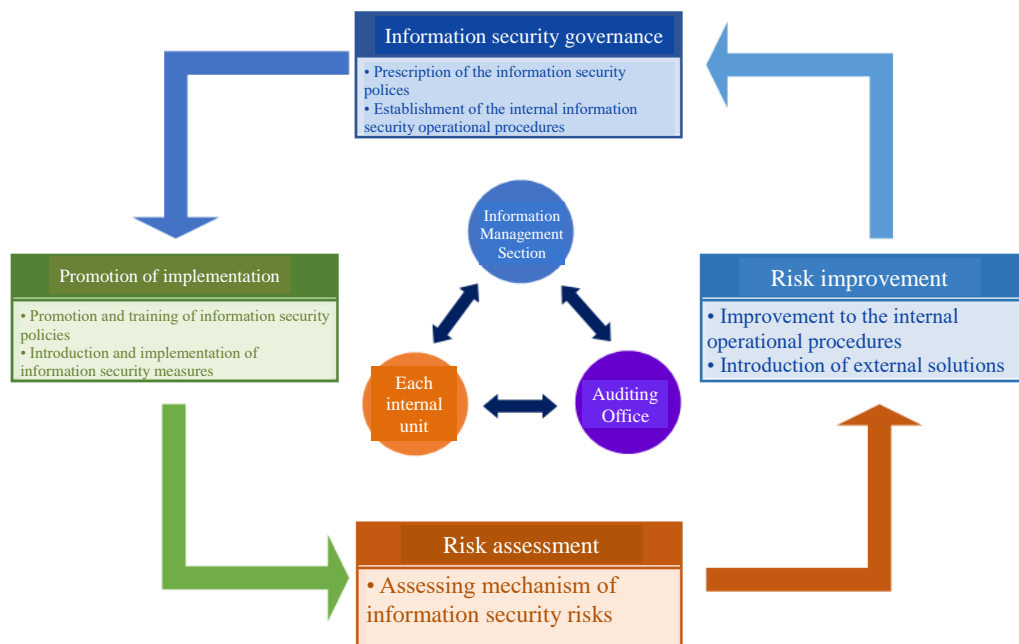 Information security governance
• Prescription of the information security
polices
• Establishment of the internal information
security operational procedures
Information
Management
Section
Promotion of implementation
• Promotion and training of information security
policies
• Introduction and implementation of
information security measures
Risk improvement
• Improvement to the internal
operational procedures
• Introduction of external solutions
Each
internal
unit
Auditing
Office
Risk assessment
• Assessing mechanism of
information security risks